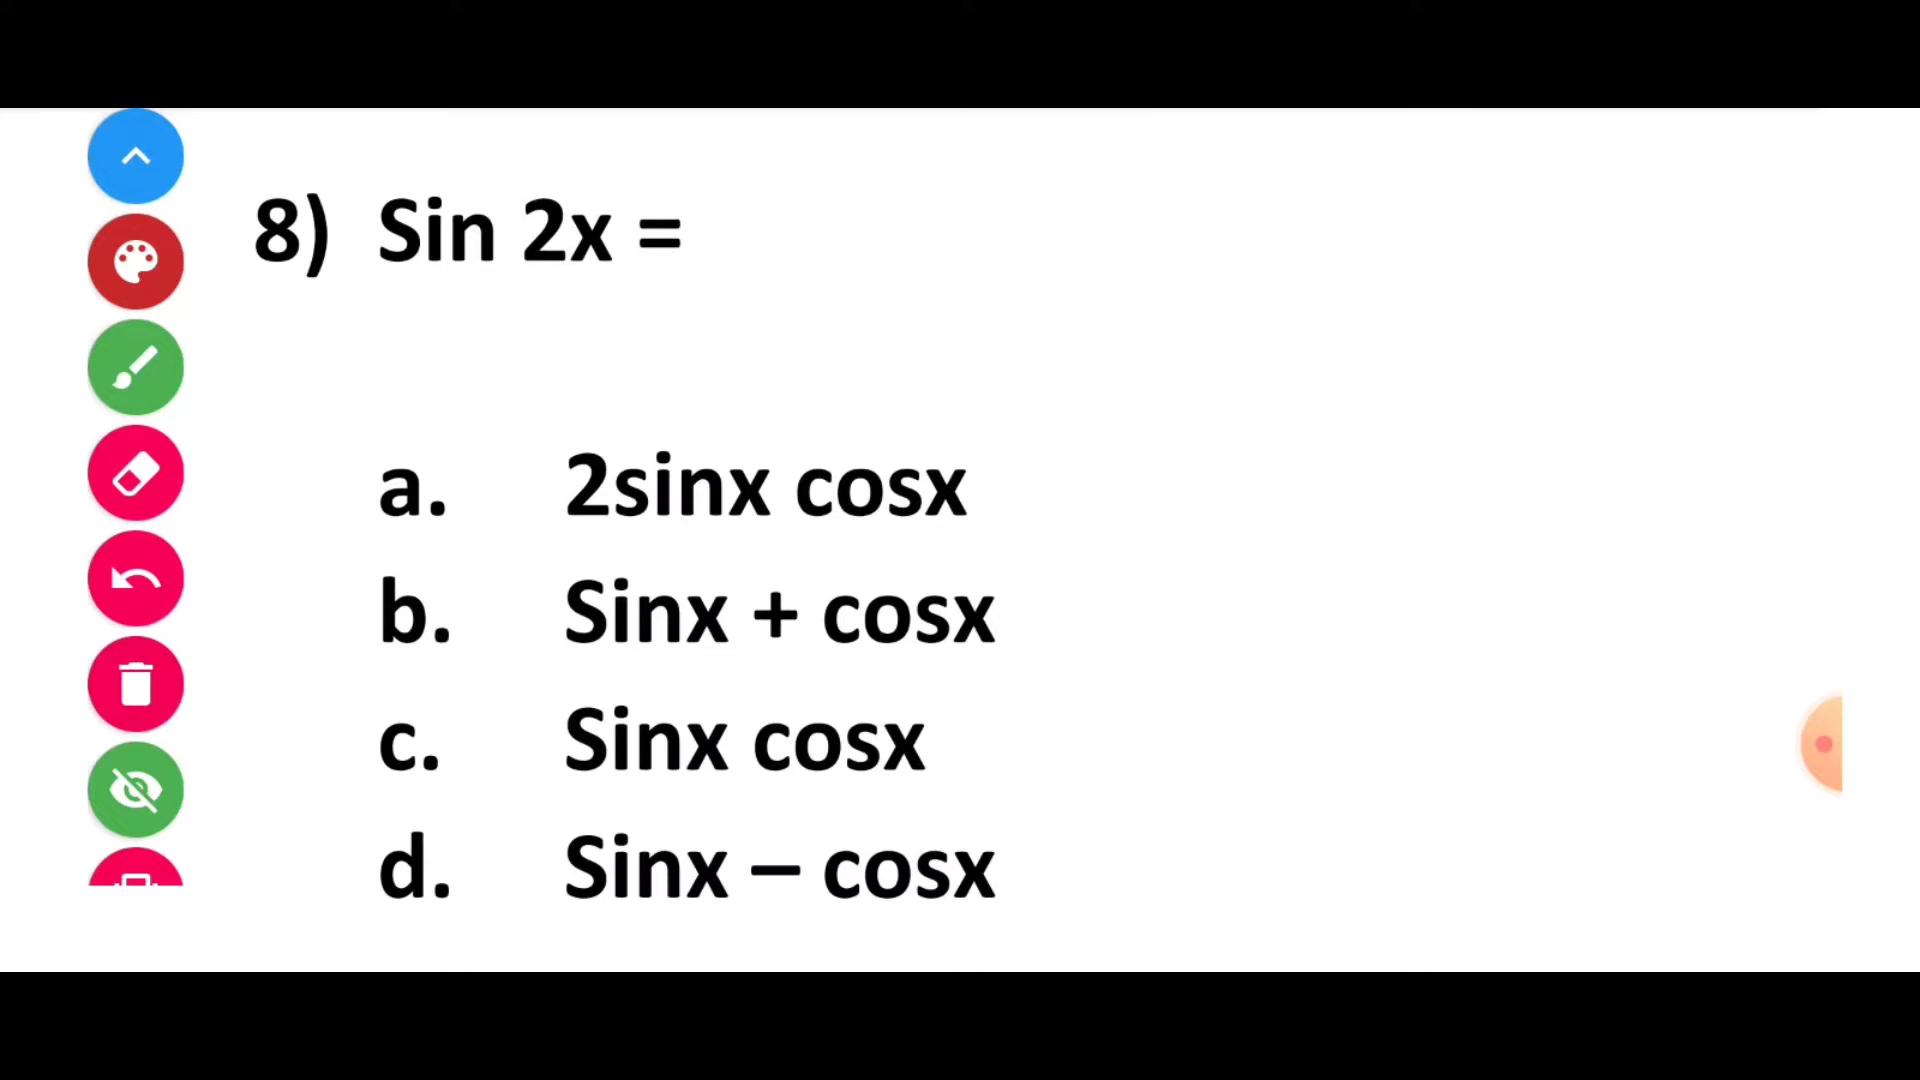 8) Sin 2x =
a. 2sinx cosx
b. Sinx + cosx
c. Sinx cosx
d. Sinx – cosx